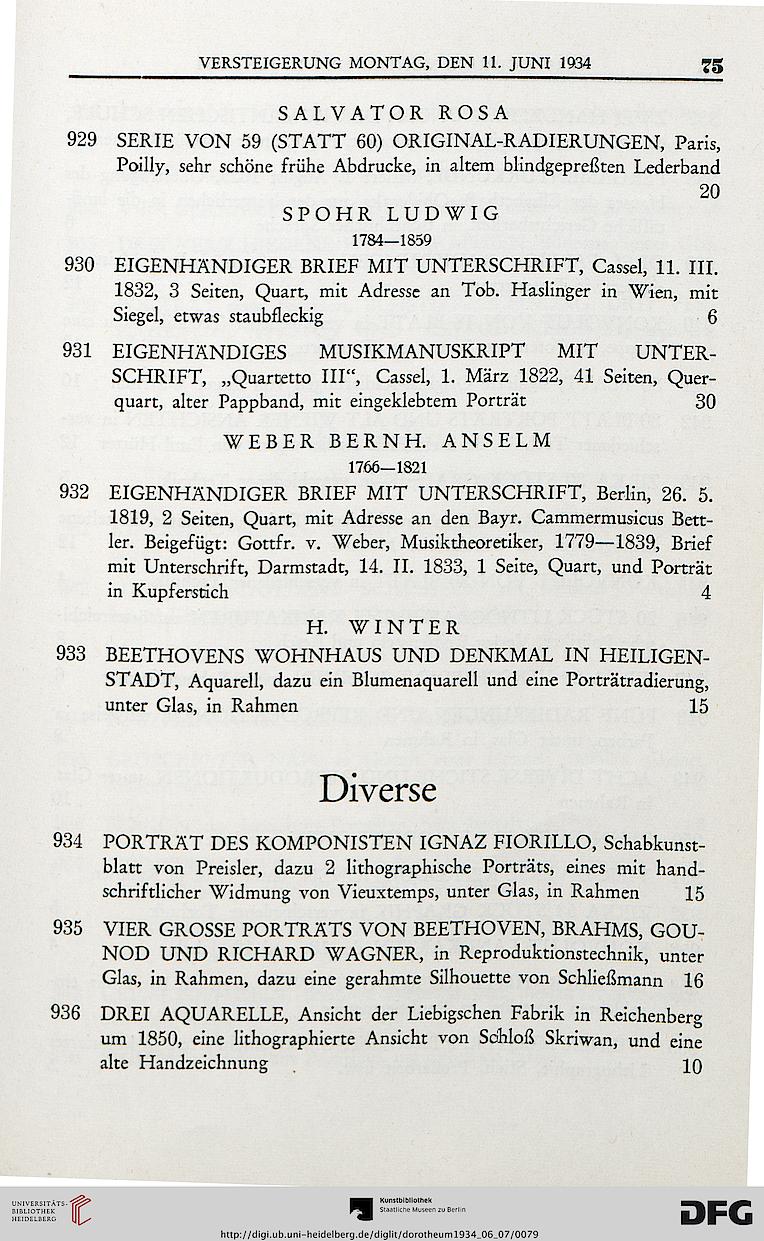 VERSTEIGERUNG MONTAG, DEN 11. JUNI 1934 75
SALVATOR ROSA
929 SERIE VON 59 (STATT 60) ORIGINAL-RADIERUNGEN, Paris,
Poilly, sehr schöne frühe Abdrucke, in altem blindgepreßten Lederband
20
SPOHR LUDWIG
1784—1859
930 EIGENHÄNDIGER BRIEF MIT UNTERSCHRIFT, Cassel, 11. III.
1832, 3 Seiten, Quart, mit Adresse an Tob. Haslinger in Wien, mit
Siegel, etwas staubfleckig 6
931 EIGENHÄNDIGES MUSIKMANUSKRIPT MIT UNTER-
SCHRIFT, „Quartetto III“, Cassel, 1. März 1822, 41 Seiten, Quer-
quart, alter Pappband, mit eingeklebtem Porträt 30
WEBER BERNH. ANSELM
1766—1821
932 EIGENHÄNDIGER BRIEF MIT UNTERSCHRIFT, Berlin, 26. 5.
1819, 2 Seiten, Quart, mit Adresse an den Bayr. Cammermusicus Bett-
ler. Beigefügt: Gottfr. v. Weber, Musiktheoretiker, 1779—1839, Brief
mit Unterschrift, Darmstadt, 14. II. 1833, 1 Seite, Quart, und Porträt
in Kupferstich 4
H. WINTER
933 BEETHOVENS WOHNHAUS UND DENKMAL IN HEILIGEN-
STADT, Aquarell, dazu ein Blumenaquarell und eine Porträtradierung,
unter Glas, in Rahmen 15
Diverse
934 PORTRÄT DES KOMPONISTEN IGNAZ FIORILLO, Schabkunst-
blatt von Preisler, dazu 2 lithographische Porträts, eines mit hand-
schriftlicher Widmung von Vieuxtemps, unter Glas, in Rahmen 15
935 VIER GROSSE PORTRÄTS VON BEETHOVEN, BRAHMS, GOU-
NOD UND RICHARD WAGNER, in Reproduktionstechnik, unter
Glas, in Rahmen, dazu eine gerahmte Silhouette von Schließmann 16
936 DREI AQUARELLE, Ansicht der Liebigschen Fabrik in Reichenberg
um 1850, eine lithographierte Ansicht von Schloß Skriwan, und eine
alte Handzeichnung 10
UNIVERSITÄTS-
BIBLIOTHEK
HEIDELBERG
Kunstbibliothek
Staatliche Museen zu Berlin
DFG
http://digi.ub.uni-heidelberg.de/diglit/dorotheum1934_06_07/0079